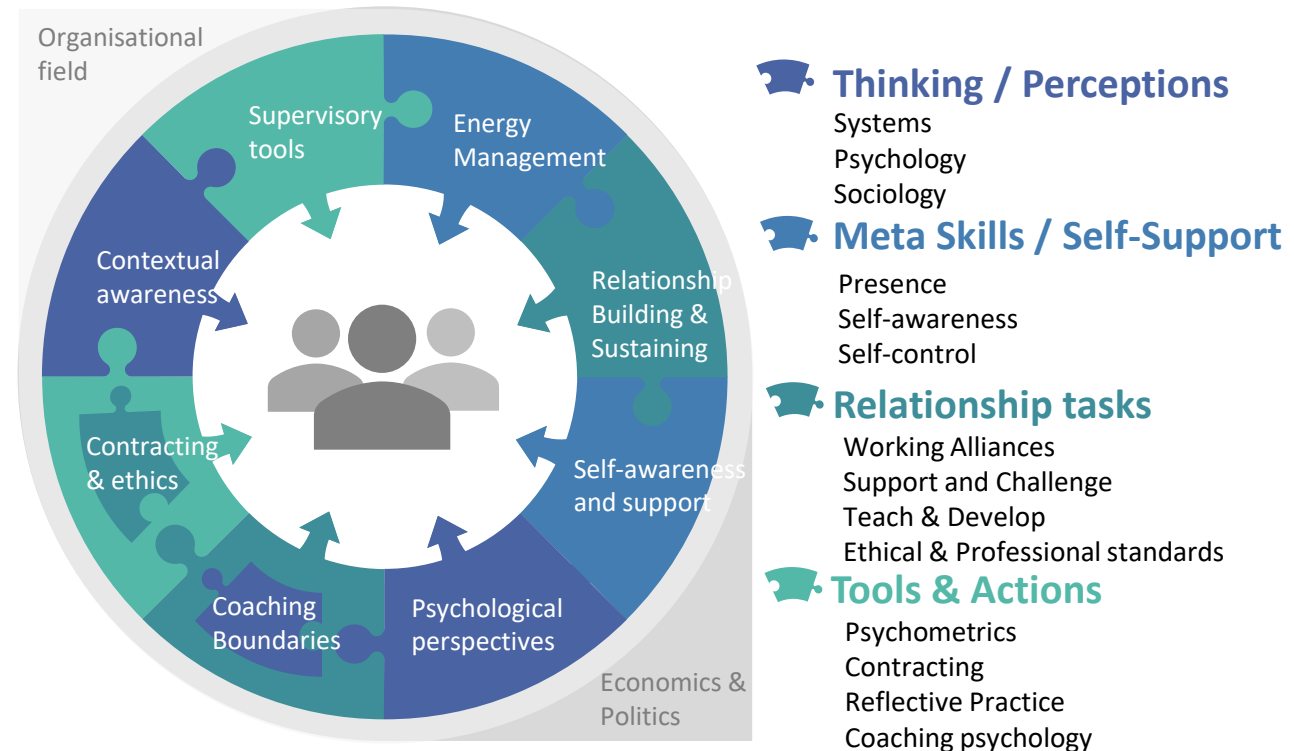 Organisational
field
Supervisory
tools
Energy
Management
Contextual
awareness
Relationship
Building &
Sustaining
Contracting
& ethics
Self-awareness
and support
Coaching
Boundaries
Psychological
perspectives
Economics &
Politics
Thinking / Perceptions
Systems
Psychology
Sociology
Meta Skills / Self-Support
Presence
Self-awareness
Self-control
Relationship tasks
Working Alliances
Support and Challenge
Teach & Develop
Ethical & Professional standards
Tools & Actions
Psychometrics
Contracting
Reflective Practice
Coaching psychology